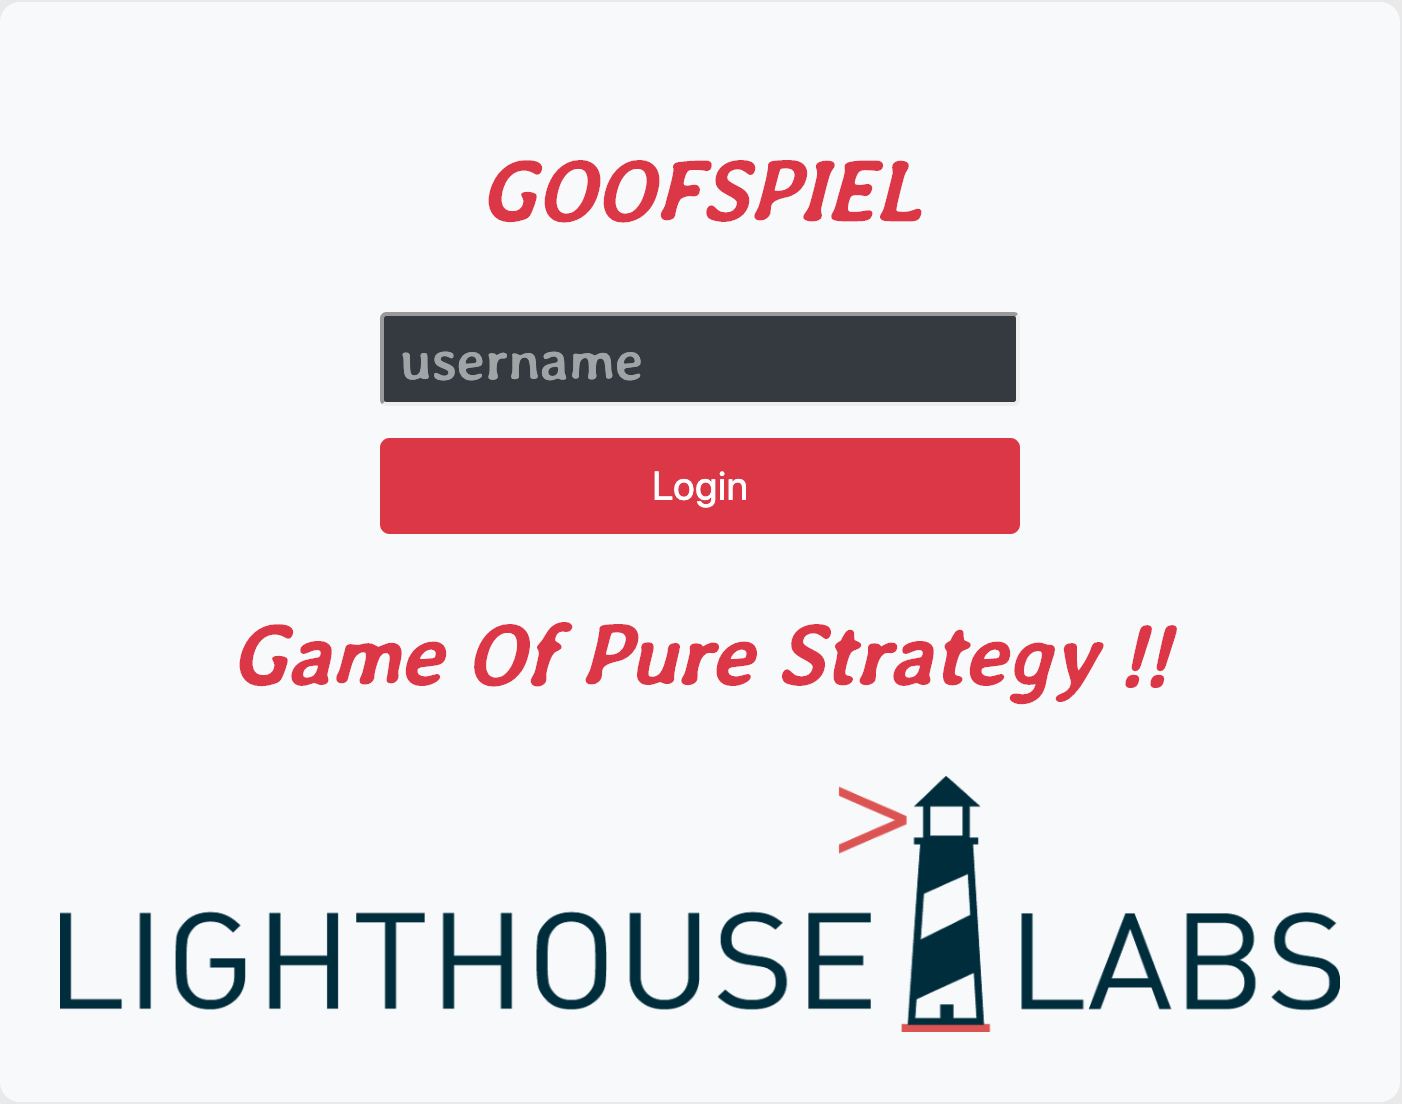 GOOFSPIEL
username
Login
Game Of Pure Strategy !!
>
LIGHTHOUSE LABS